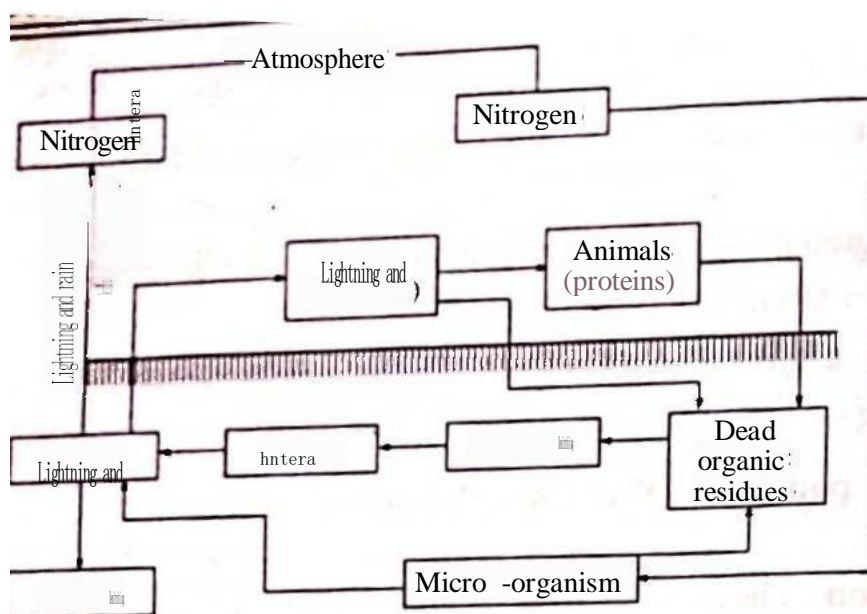 Atmosphere
Nitrogen
Nitrogen
hntera
Lightning and rain
Lightning and
)
Animals
(proteins)
Lightning and
hntera
Dead
organic
residues
Micro -organism